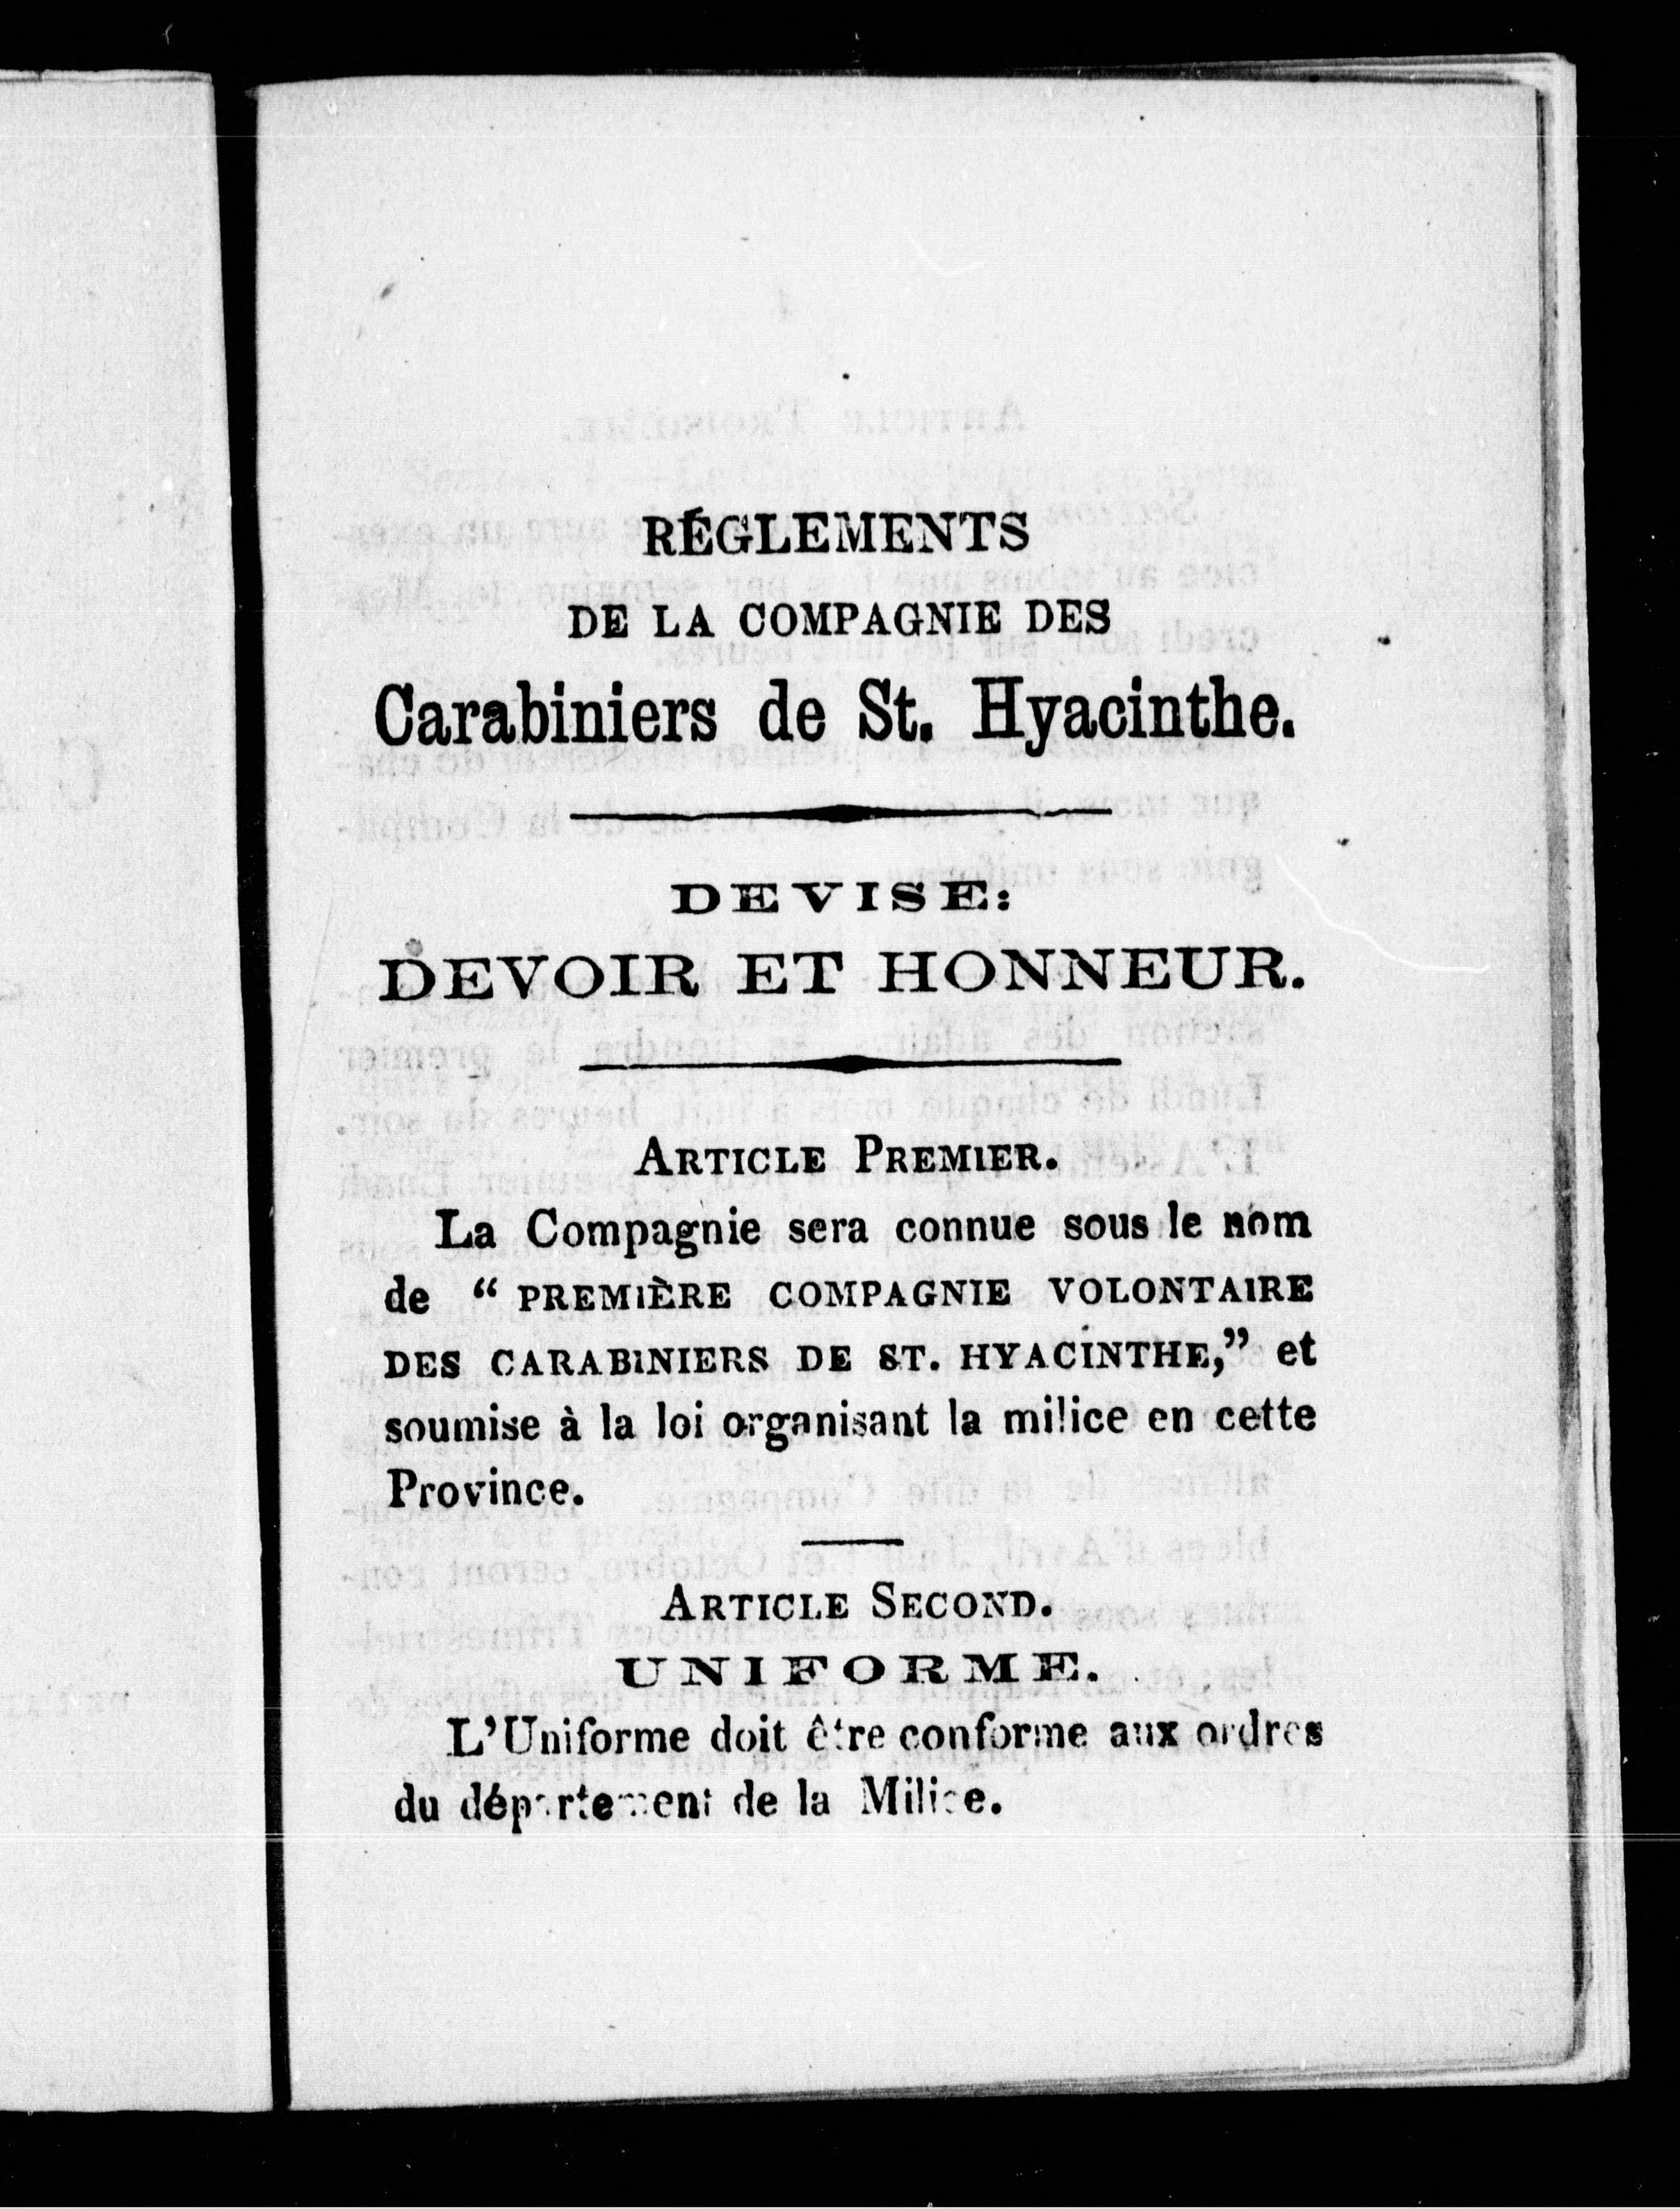 RÉGLEMENTS
DE LA COMPAGNIE DES
Carabiniers de St. Hyacinthe.
DEVISE:
DEVOIR ET HONNEUR.
ARTICLE PREMIER.
La Compagnie sera connue sous le nom
de “ PREMIÈRE COMPAGNIE VOLONTAIRE
DES CARABINIERS DE ST. HYACINTHE,” et
soumise à la loi organisant la milice en cette
Province.
ARTICLE SECOND.
UNIFORME.
L’Uniforme doit être conforme aux ordres
du département de la Milice.